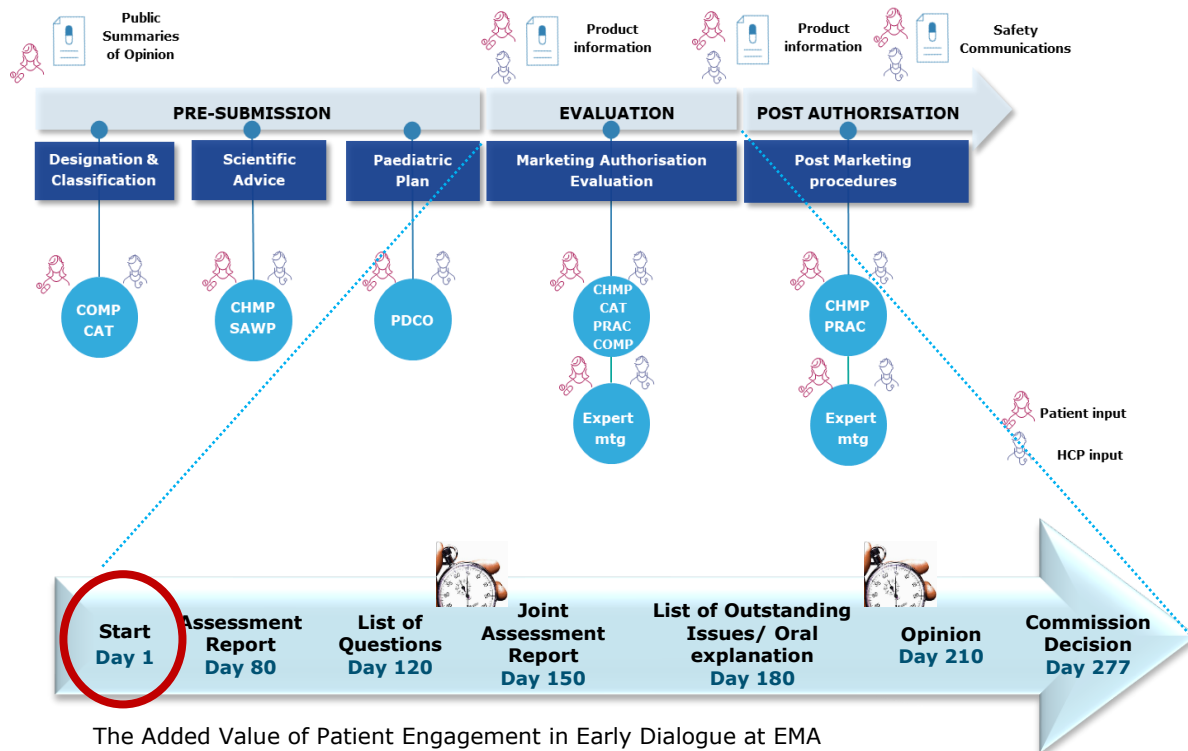 Public
Summaries
of Opinion
Product
information
Product
information
Safety
Communications
PRE-SUBMISSION
EVALUATION
POST AUTHORISATION
Designation &
Classification
Scientific
Advice
Paediatric
Plan
Marketing Authorisation
Evaluation
Post Marketing
procedures
COMP
CAT
CHMP
SAWP
PDCO
CHMP
CAT
PRAC
COMP
CHMP
PRAC
Expert
mtg
Expert
mtg
Patient input
HCP input
Start
Day 1
Assessment
Report
Day 80
List of
Questions
Day 120
Joint
Assessment
Report
Day 150
List of Outstanding
Issues/ Oral
explanation
Day 180
Opinion
Day 210
Commission
Decision
Day 277
The Added Value of Patient Engagement in Early Dialogue at EMA